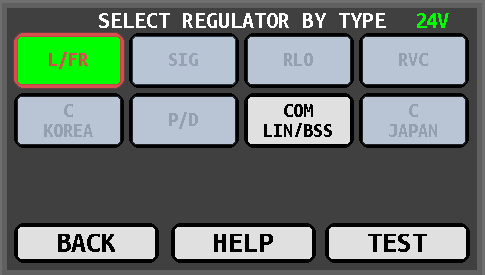 SELECT REGULATOR BY TYPE 24V
L/FR SIG RLO RVC
C KOREA P/D COM LIN/BSS C JAPAN
BACK HELP TEST